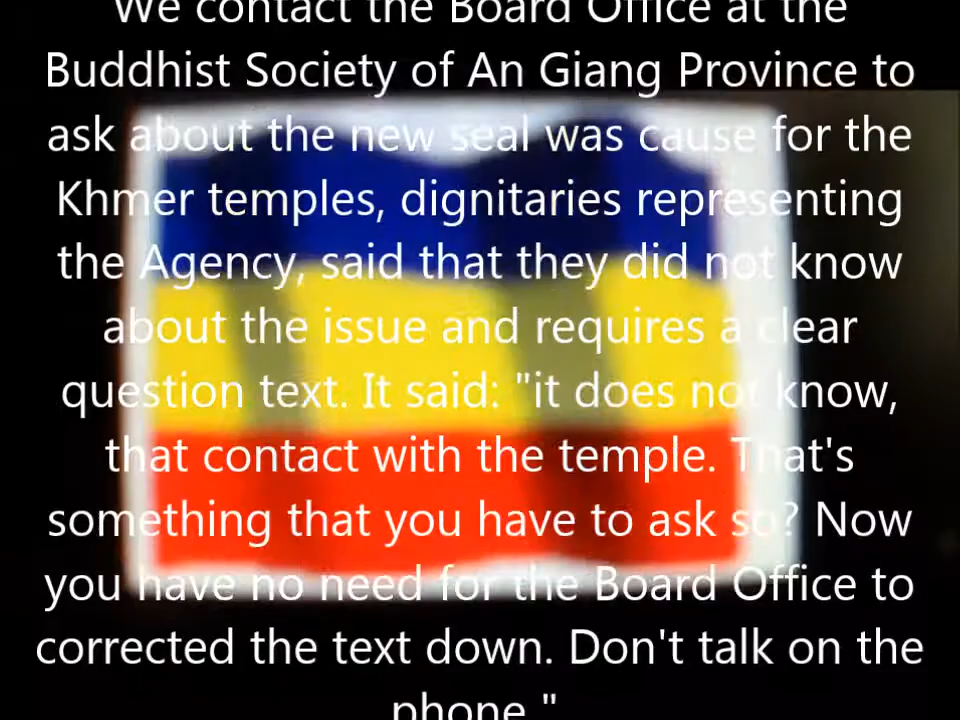 We contact the Board Office at the
Buddhist Society of An Giang Province to
ask about the new seal was cause for the
Khmer temples, dignitaries representing
the Agency, said that they did not know
about the issue and requires a clear
question text. It said: "it does not know,
that contact with the temple. That's
something that you have to ask so? Now
you have no need for the Board Office to
corrected the text down. Don't talk on the
phone."